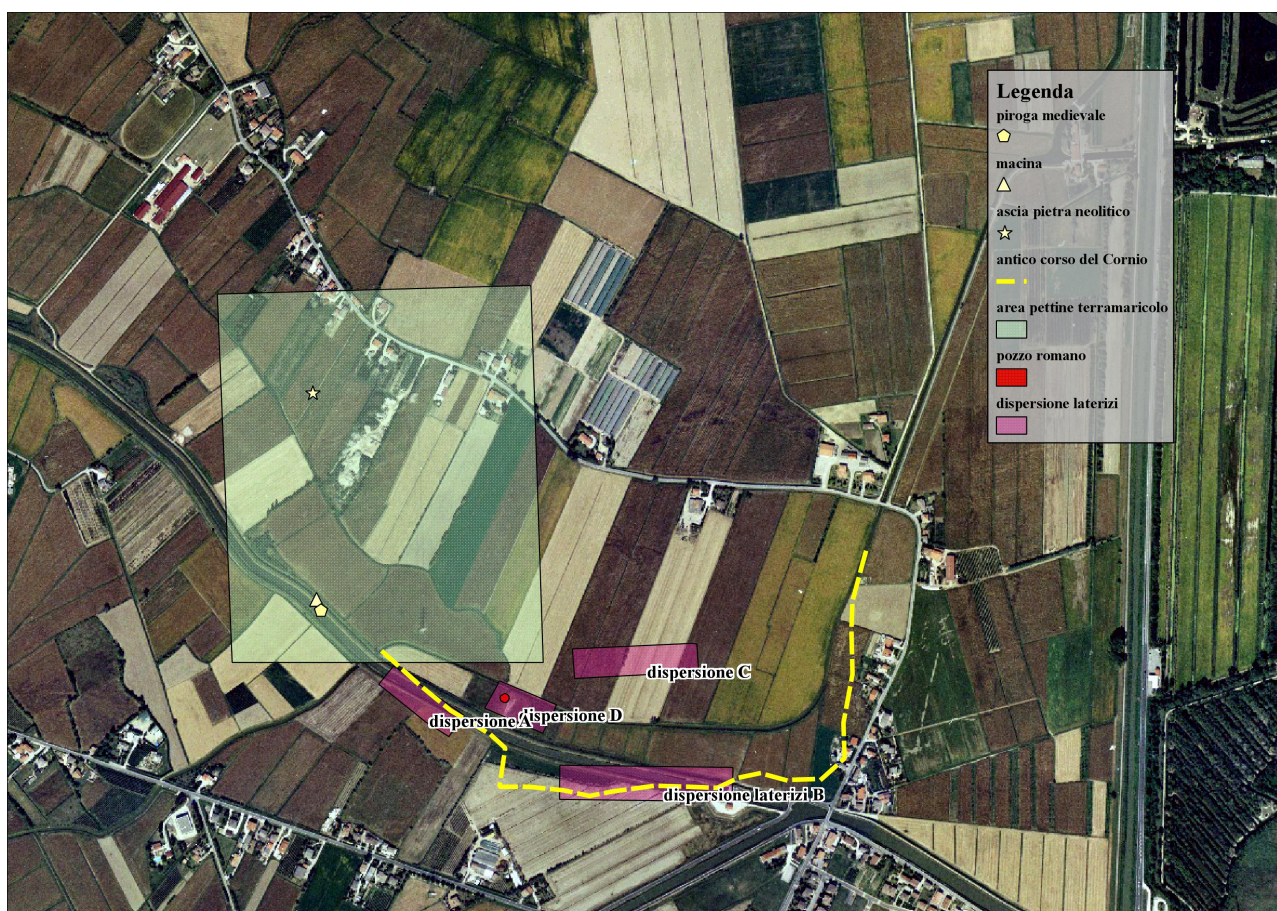 Legenda
piroga medievale
macina
ascia pietra neolitico
antico corso del Cornio
area pettine terramaricolo
pozzo romano
dispersione laterizi
dispersione C
dispersione A
dispersione D
dispersione laterizi B